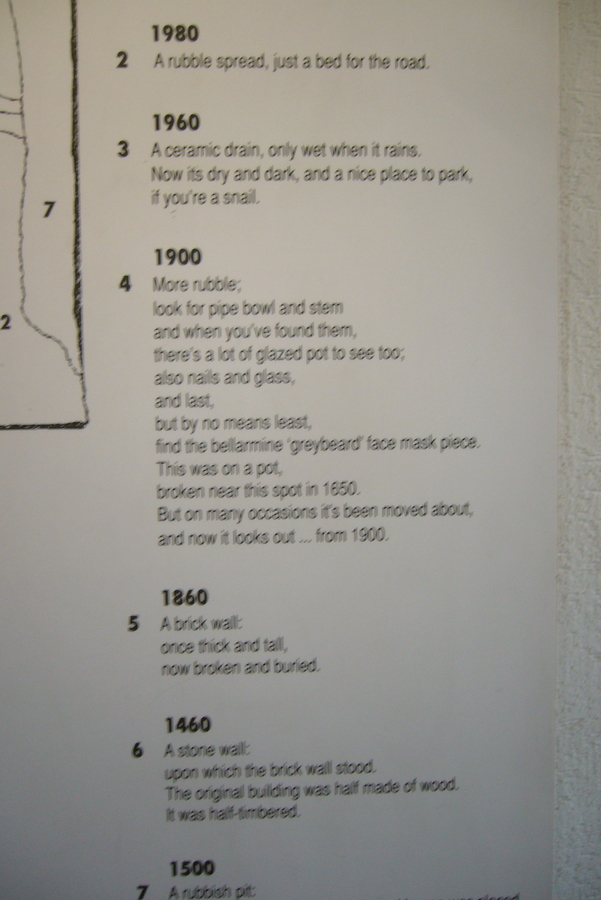 1980
2 A rubble spread, just a bed for the road.
1960
3 A ceramic drain, only wet when it rains.
Now its dry and dark, and a nice place to park,
if you're a snail.
7
1900
4 More rubble;
look for pipe bowl and stem
2
and when you've found them,
there's a lot of glazed pot to see too;
also nails and glass,
and last,
but by no means least,
find the bellarmine 'greybeard' face mask piece.
This was on a pot,
broken near this spot in 1650.
But on many occasions it's been moved about,
and now it looks out ... from 1900.
1860
5 A brick wall:
once thick and tall,
now broken and buried.
1460
6 A stone wall:
upon which the brick wall stood.
The original building was half made of wood.
It was half-timbered.
1500
7 A rubbish pit: